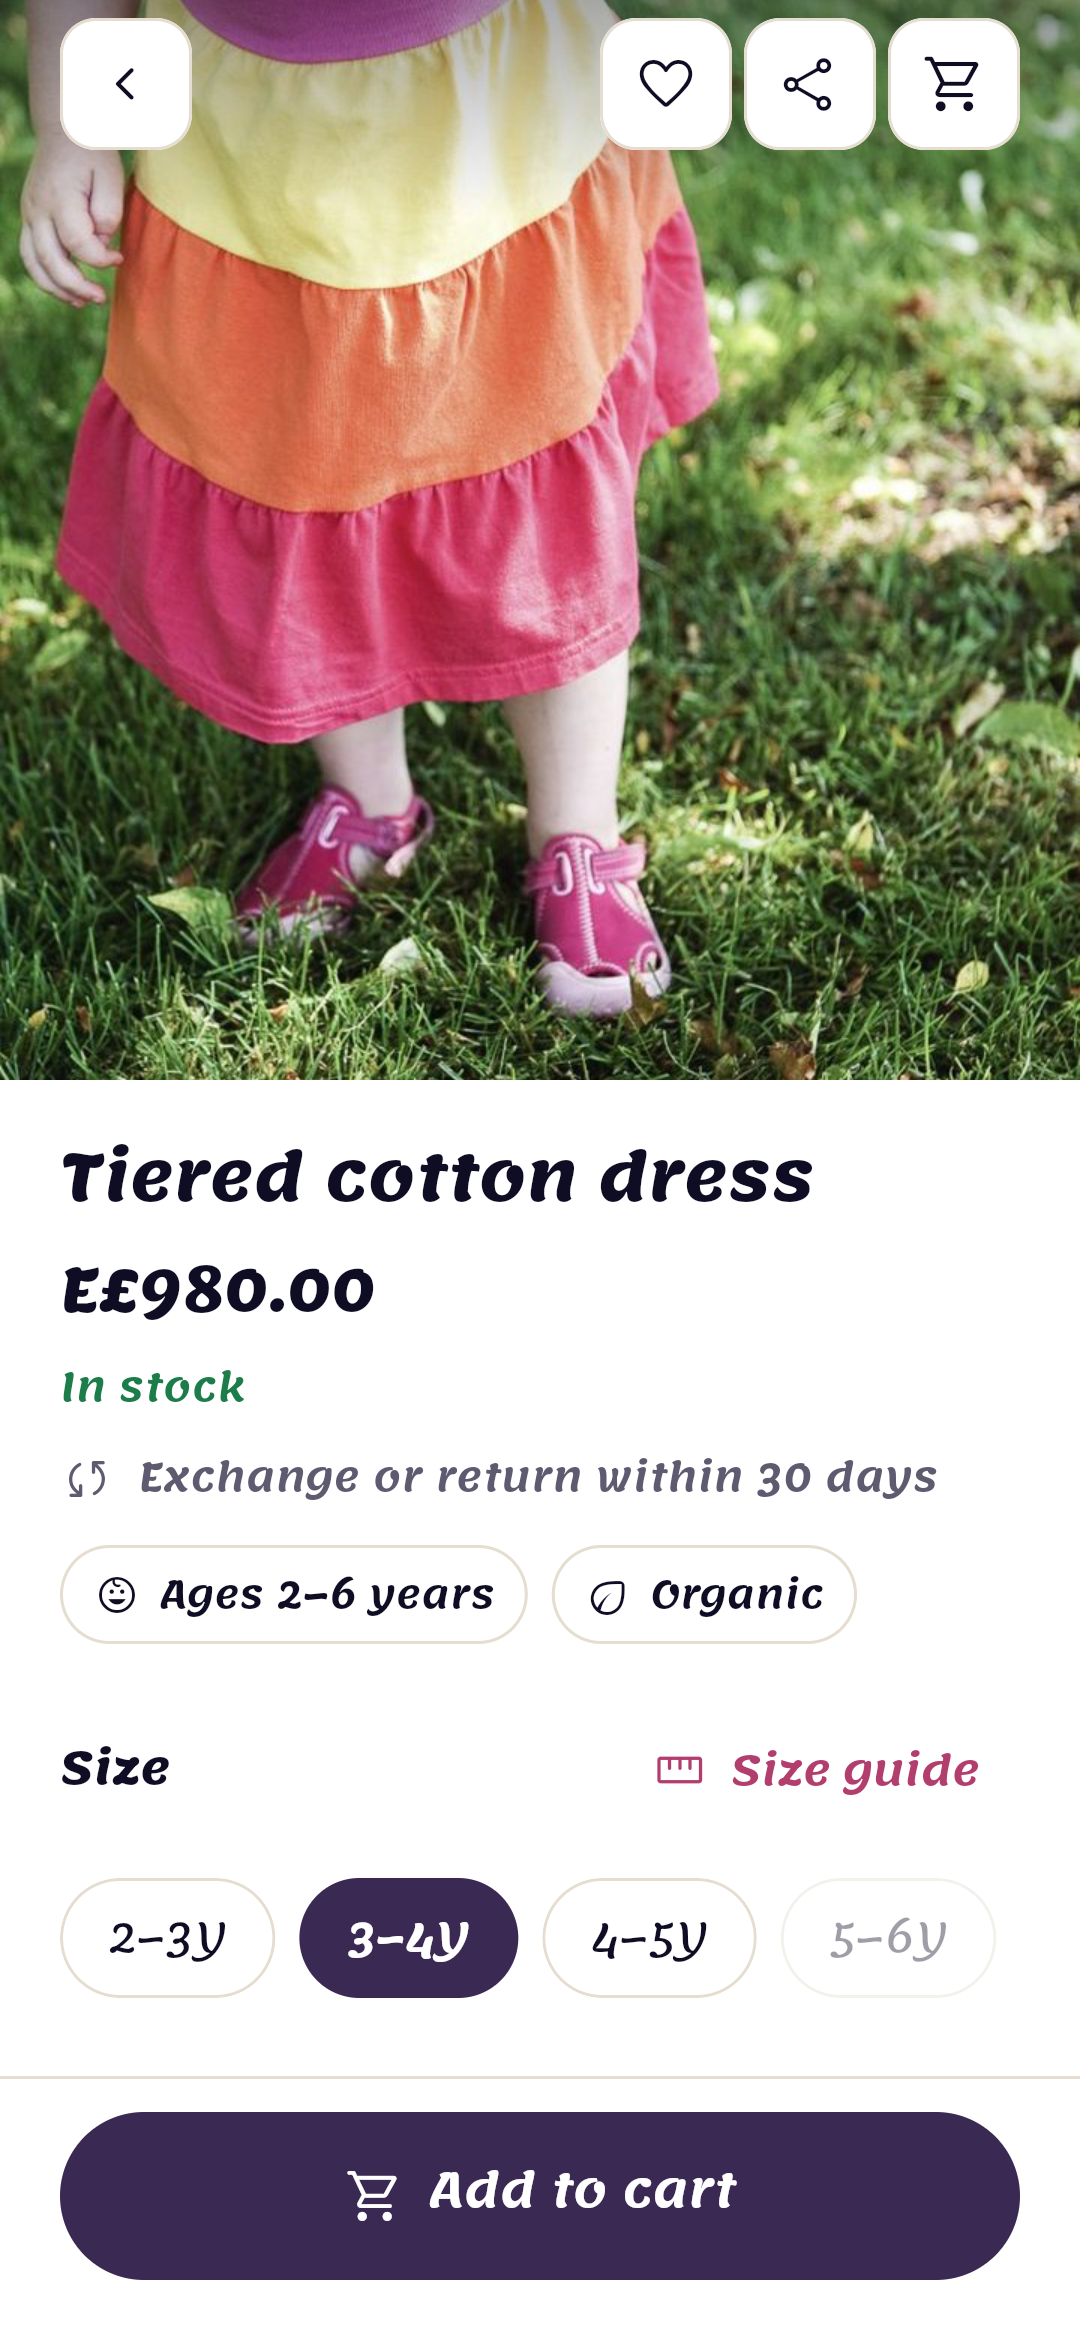 Tiered cotton dress
E£980.00
In stock
Exchange or return within 30 days
Ages 2–6 years
Organic
Size
Size guide
2–3Y
3–4Y
4–5Y
5–6Y
Add to cart